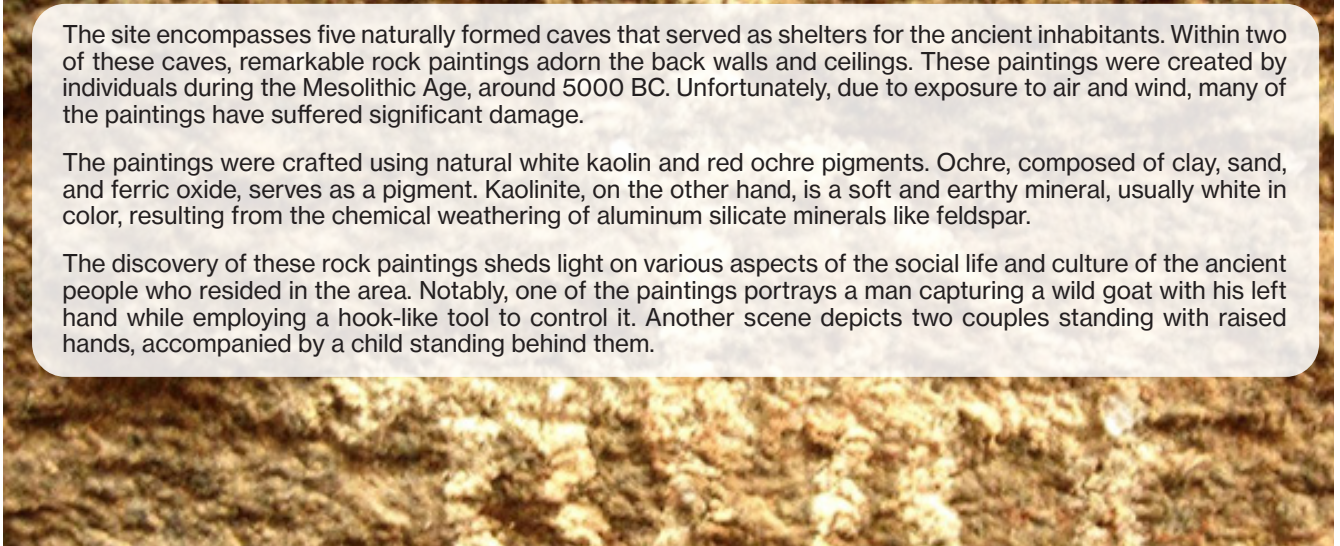 The site encompasses five naturally formed caves that served as shelters for the ancient inhabitants. Within two
of these caves, remarkable rock paintings adorn the back walls and ceilings. These paintings were created by
individuals during the Mesolithic Age, around 5000 BC. Unfortunately, due to exposure to air and wind, many of
the paintings have suffered significant damage.
The paintings were crafted using natural white kaolin and red ochre pigments. Ochre, composed of clay, sand,
and ferric oxide, serves as a pigment. Kaolinite, on the other hand, is a soft and earthy mineral, usually white in
color, resulting from the chemical weathering of aluminum silicate minerals like feldspar.
The discovery of these rock paintings sheds light on various aspects of the social life and culture of the ancient
people who resided in the area. Notably, one of the paintings portrays a man capturing a wild goat with his left
hand while employing a hook-like tool to control it. Another scene depicts two couples standing with raised
hands, accompanied by a child standing behind them.